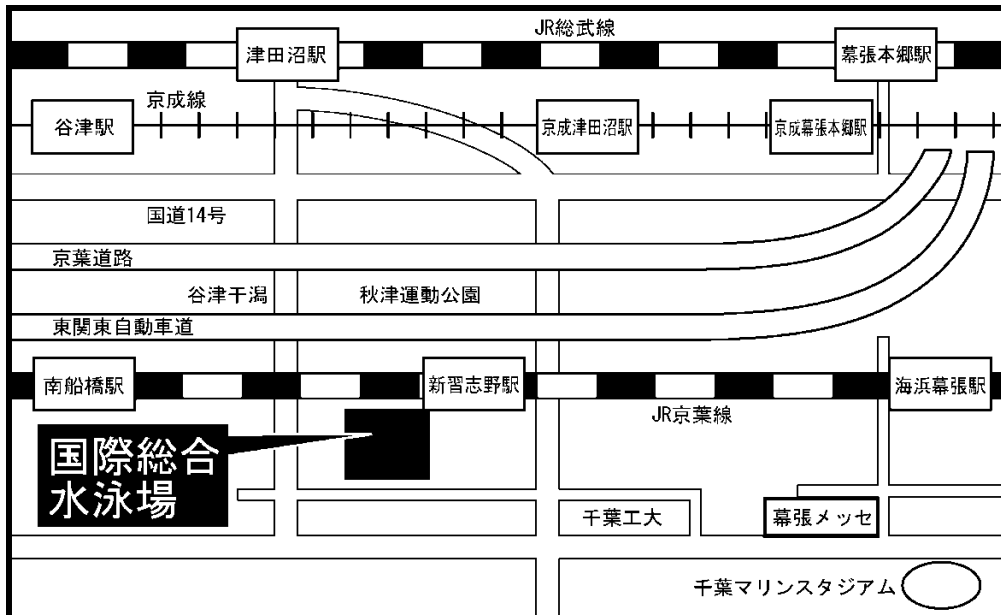 JR総武線
津田沼駅
幕張本郷駅
京成線
谷津駅
京成津田沼駅
京成幕張本郷駅
国道14号
京葉道路
谷津干潟
秋津運動公園
東関東自動車道
南船橋駅
新習志野駅
海浜幕張駅
JR京葉線
国際総合
水泳場
千葉工大
幕張メッセ
千葉マリンスタジアム